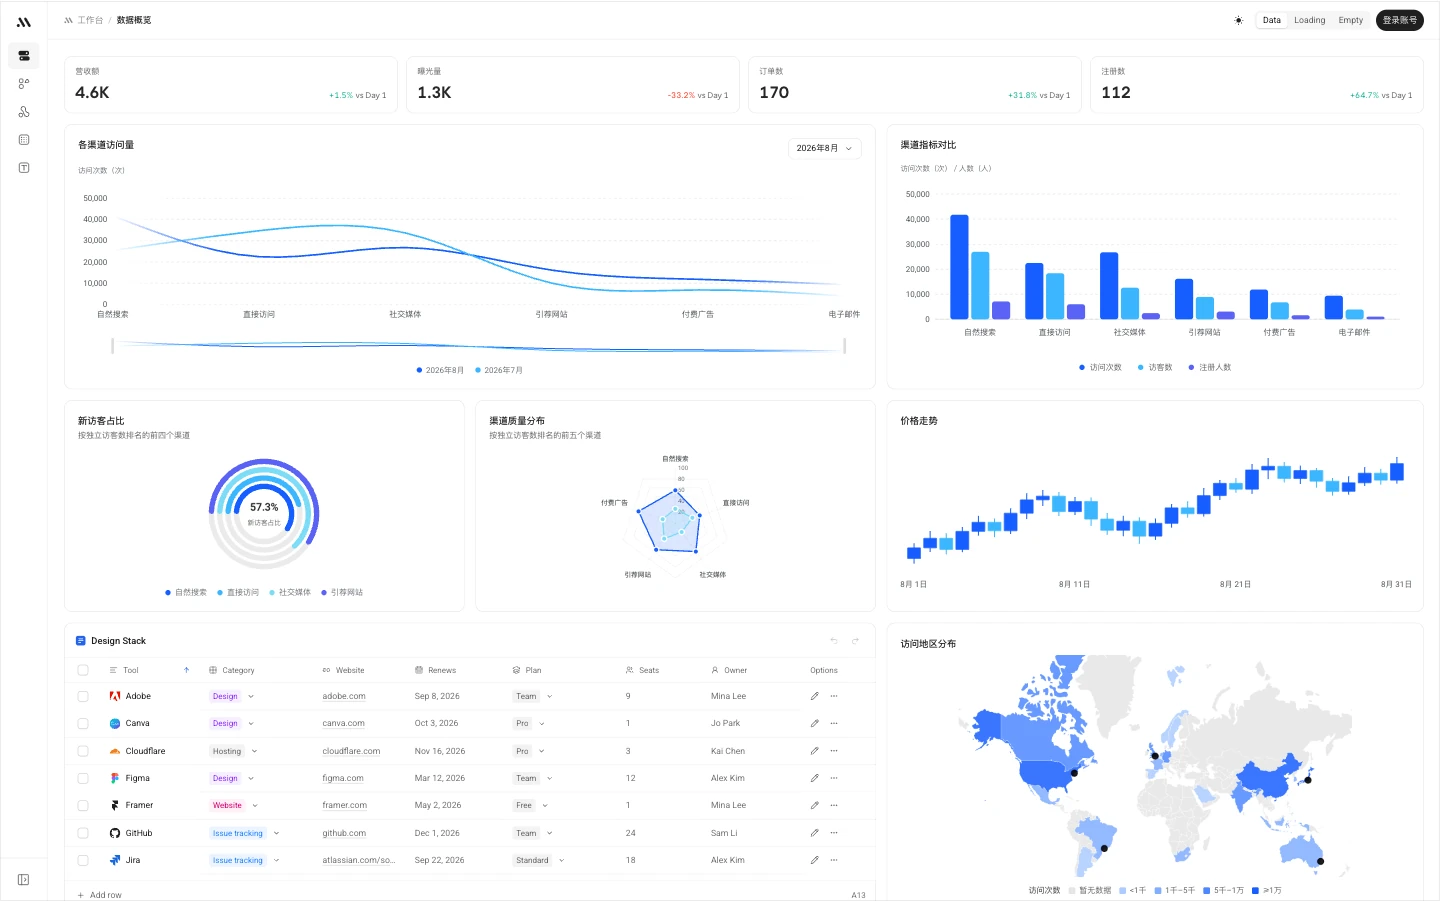 工作台 / 数据概览
Data Loading Empty 登录账号
营收额
4.6K +1.5% vs Day 1
曝光量
1.3K -33.2% vs Day 1
订单数
170 +31.8% vs Day 1
注册数
112 +64.7% vs Day 1
各渠道访问量 2026年8月
访问次数（次）
50,000
40,000
30,000
20,000
10,000
0
自然搜索 直接访问 社交媒体 引荐网站 付费广告 电子邮件
2026年8月 2026年7月
渠道指标对比
访问次数（次） / 人数（人）
50,000
40,000
30,000
20,000
10,000
0
自然搜索 直接访问 社交媒体 引荐网站 付费广告 电子邮件
访问次数 访客数 注册人数
新访客占比
按独立访客数排名的前四个渠道
57.3%
新访客占比
自然搜索 直接访问 社交媒体 引荐网站
渠道质量分布
按独立访客数排名的前五个渠道
自然搜索
100
80
60
40
付费广告 直接访问
引荐网站 社交媒体
价格走势
8月 1日 8月 11日 8月 21日 8月 31日
Design Stack
Tool Category Website Renews Plan Seats Owner Options
Adobe Design adobe.com Sep 8, 2026 Team 9 Mina Lee
Canva Design canva.com Oct 3, 2026 Pro 1 Jo Park
Cloudflare Hosting cloudflare.com Nov 16, 2026 Pro 3 Kai Chen
Figma Design figma.com Mar 12, 2026 Team 12 Alex Kim
Framer Website framer.com May 2, 2026 Free 1 Mina Lee
GitHub Issue tracking github.com Dec 1, 2026 Team 24 Sam Li
Jira Issue tracking atlassian.com/so... Sep 22, 2026 Standard 18 Alex Kim
+ Add row A13
访问地区分布
访问次数 暂无数据 <1千 1千–5千 5千–1万 ≥1万